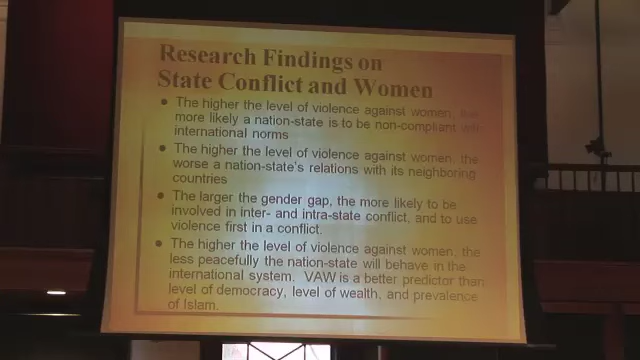 Research Findings on
State Conflict and Women
• The higher the level of violence against women, the
more likely a nation-state is to be non-compliant with
international norms
• The higher the level of violence against women, the
worse a nation-state's relations with its neighboring
countries
• The larger the gender gap, the more likely to be
involved in inter- and intra-state conflict, and to use
violence first in a conflict.
• The higher the level of violence against women, the
less peacefully the nation-state will behave in the
international system. VAW is a better predictor than
level of democracy, level of wealth, and prevalence
of Islam.